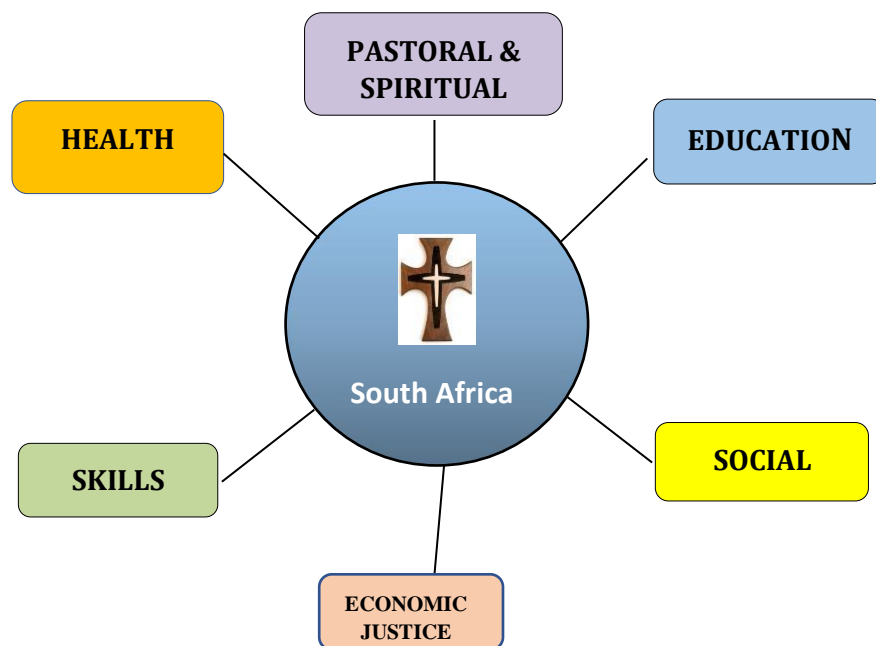 PASTORAL &
SPIRITUAL
HEALTH
EDUCATION
South Africa
SKILLS
SOCIAL
ECONOMIC
JUSTICE